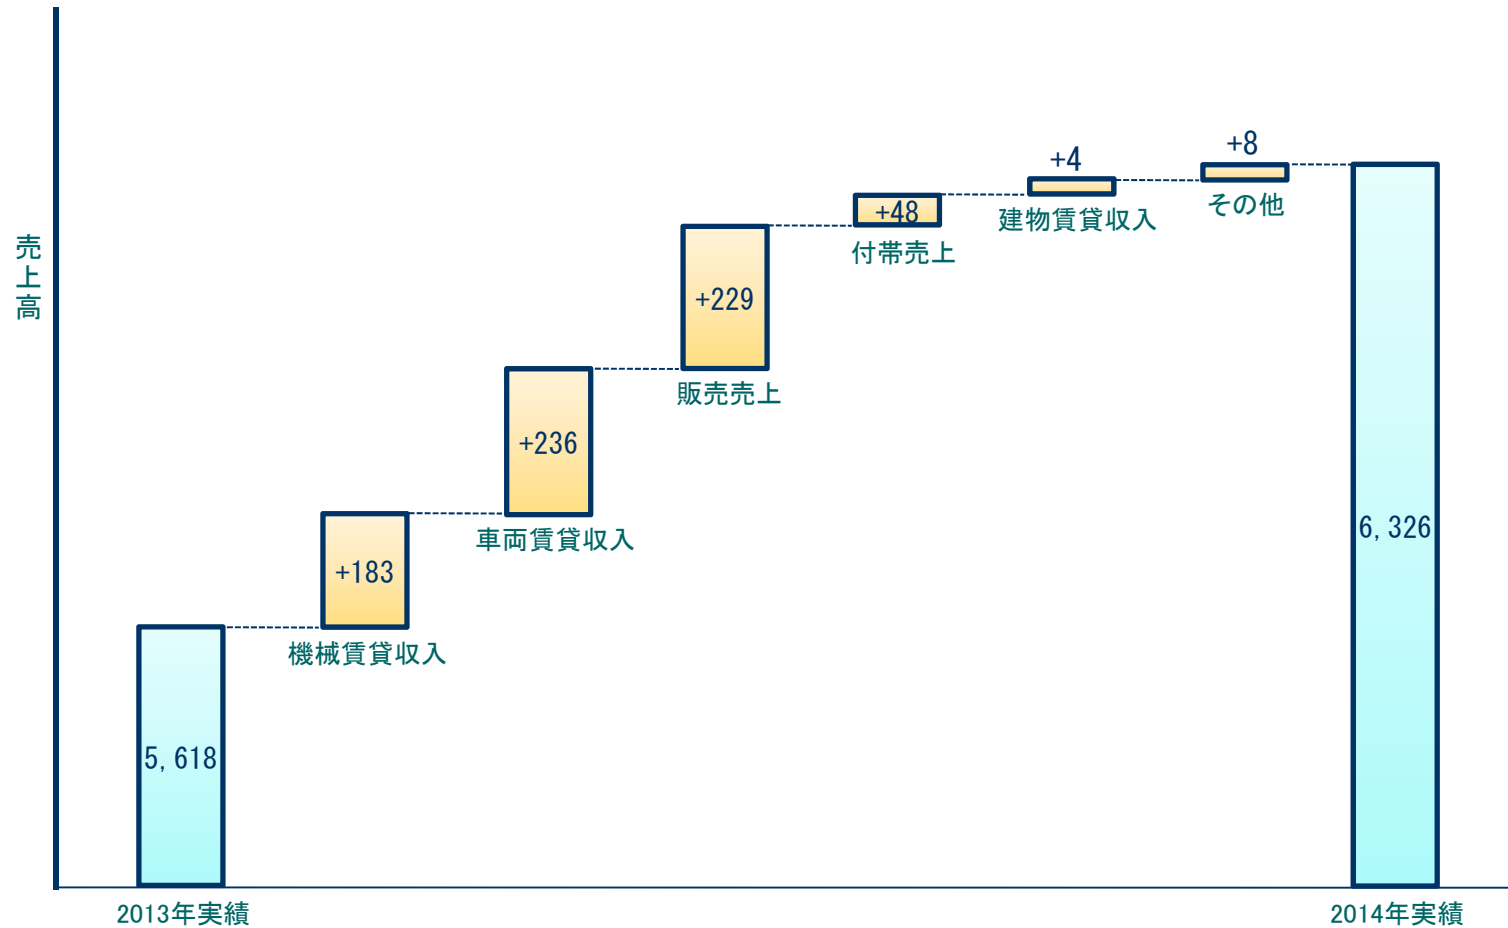 売上高
+8
+4
その他
+48
建物賃貸収入
付帯売上
+229
販売売上
+236
車両賃貸収入
6,326
+183
機械賃貸収入
5,618
2013年実績
2014年実績